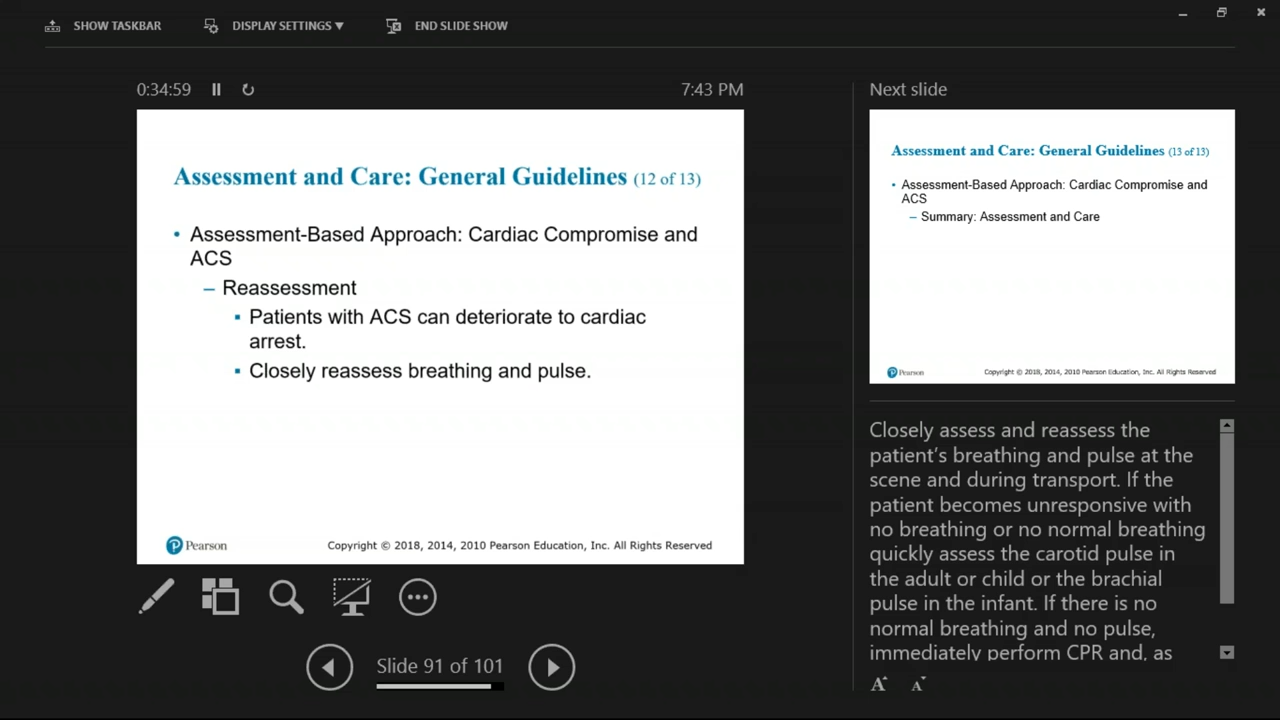 SHOW TASKBAR
DISPLAY SETTINGS ▼
END SLIDE SHOW
0:34:59
7:43 PM
Assessment and Care: General Guidelines (12 of 13)
• Assessment-Based Approach: Cardiac Compromise and
ACS
– Reassessment
▪ Patients with ACS can deteriorate to cardiac
arrest.
▪ Closely reassess breathing and pulse.
Pearson
Copyright © 2018, 2014, 2010 Pearson Education, Inc. All Rights Reserved
Slide 91 of 101
Next slide
Assessment and Care: General Guidelines (13 of 13)
• Assessment-Based Approach: Cardiac Compromise and
ACS
– Summary: Assessment and Care
Pearson
Copyright © 2018, 2014, 2010 Pearson Education, Inc. All Rights Reserved
Closely assess and reassess the
patient’s breathing and pulse at the
scene and during transport. If the
patient becomes unresponsive with
no breathing or no normal breathing
quickly assess the carotid pulse in
the adult or child or the brachial
pulse in the infant. If there is no
normal breathing and no pulse,
immediately perform CPR and, as
A A